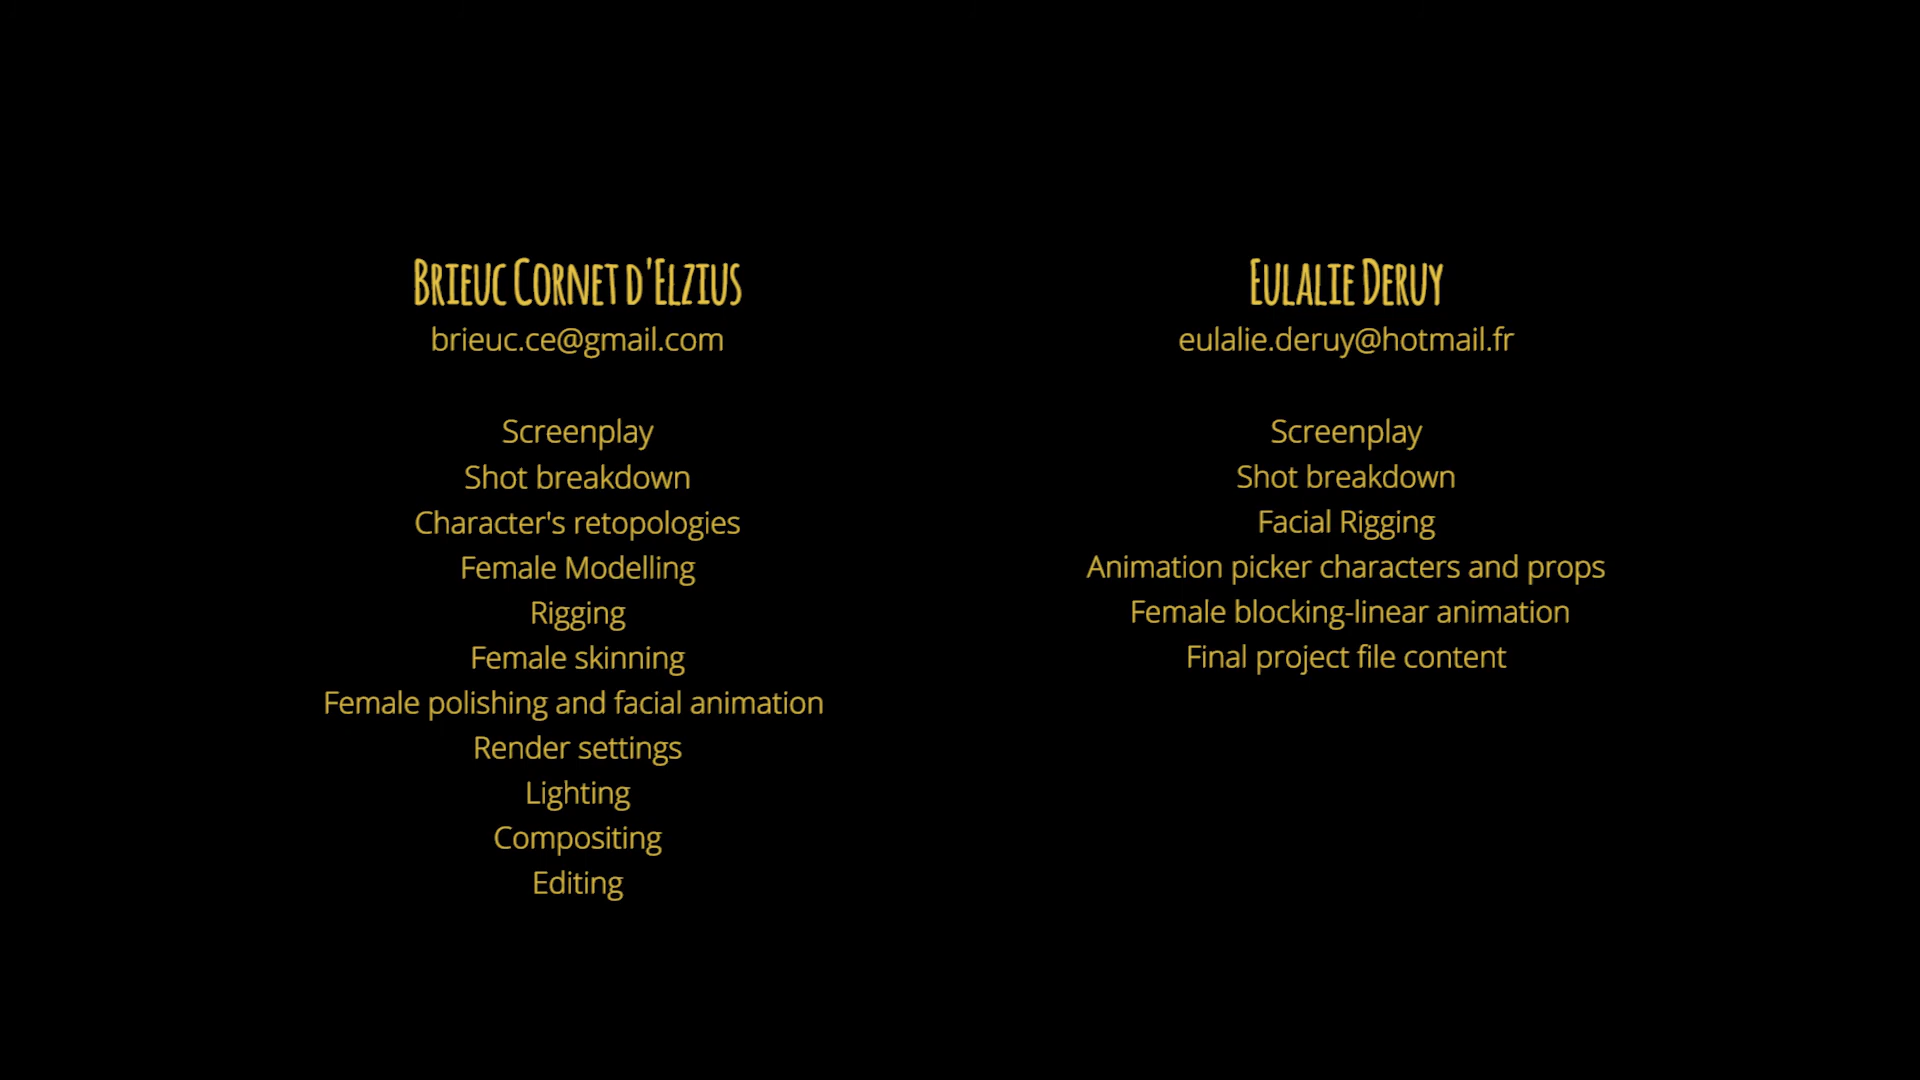 Brieuc Cornet d'Elzius
brieuc.ce@gmail.com
Screenplay
Shot breakdown
Character's retopologies
Female Modelling
Rigging
Female skinning
Female polishing and facial animation
Render settings
Lighting
Compositing
Editing
Eulalie Deruy
eulalie.deruy@hotmail.fr
Screenplay
Shot breakdown
Facial Rigging
Animation picker characters and props
Female blocking-linear animation
Final project file content